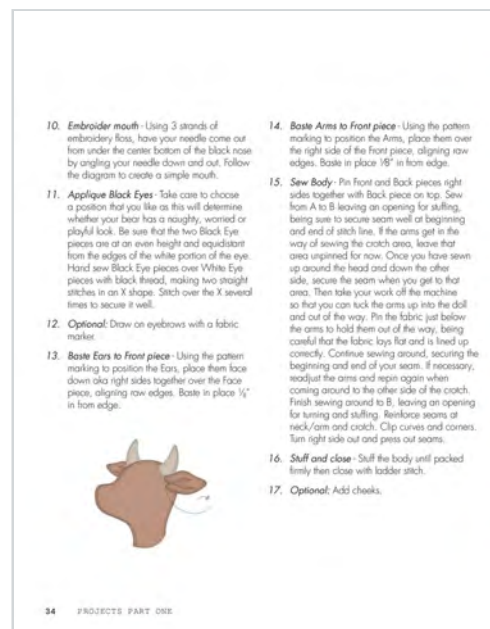 10. Embroider mouth - Using 3 strands of
embroidery floss, have your needle come out
from under the center bottom of the black nose
by angling your needle down and out. Follow
the diagram to create a simple mouth.
11. Applique Black Eyes - Take care to choose
a position that you like as this will determine
whether your bear has a naughty, worried or
playful look. Be sure that the two Black Eye
pieces are at an even height and equidistant
from the edges of the white portion of the eye.
Hand sew Black Eye pieces over White Eye
pieces with black thread, making two straight
stitches in an X shape. Stitch over the X several
times to secure it well.
12. Optional: Draw on eyebrows with a fabric
marker.
13. Baste Ears to Front piece - Using the pattern
marking to position the Ears, place them face
down aka right sides together over the Face
piece, aligning raw edges. Baste in place ⅛"
in from edge.
14. Baste Arms to Front piece - Using the pattern
marking to position the Arms, place them over
the right side of the Front piece, aligning raw
edges. Baste in place 1/8" in from edge.
15. Sew Body - Pin Front and Back pieces right
sides together with Back piece on top. Sew
from A to B leaving an opening for stuffing,
being sure to secure seam well at beginning
and end of stitch line. If the arms get in the
way of sewing the crotch area, leave that
area unpinned for now. Once you have sewn
up around the head and down the other
side, secure the seam when you get to that
area. Then take your work off the machine
so that you can tuck the arms up into the doll
and out of the way. Pin the fabric just below
the arms to hold them out of the way, being
careful that the fabric lays flat and is lined up
correctly. Continue sewing around, securing the
beginning and end of your seam. If necessary,
readjust the arms and repin again when
coming around to the other side of the crotch.
Finish sewing around to B, leaving an opening
for turning and stuffing. Reinforce seams at
neck/arm and crotch. Clip curves and corners.
Turn right side out and press out seams.
16. Stuff and close - Stuff the body until packed
firmly then close with ladder stitch.
17. Optional: Add cheeks.
34 PROJECTS PART ONE